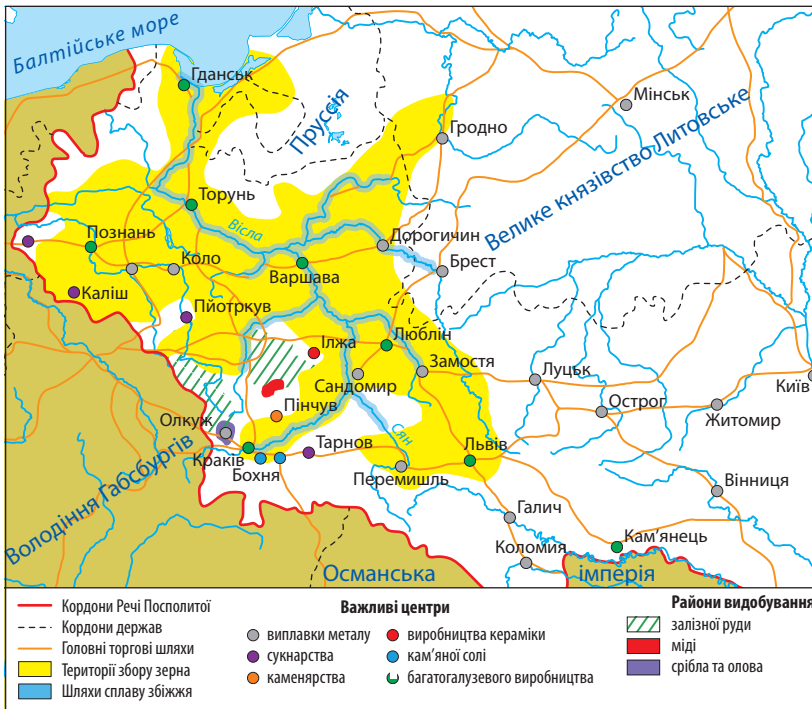 Балтійське море
Гданськ
Мінськ
Пруссія
Гродно
Велике князівство Литовське
Торунь
Вісла
Познань
Дорогичин
Коло
Варшава
Брест
Каліш
Пйотркув
Ілжа
Люблін
Замостя
Луцьк
Сандомир
Київ
Острог
Пінчув
Житомир
Олкуж
Сян
Краків
Тарнов
Львів
Бохня
Перемишль
Вінниця
Володіння Габсбургів
Галич
Кам'янець
Коломия
Османська імперія
Кордони Речі Посполитої
Кордони держав
Головні торгові шляхи
Території збору зерна
Шляхи сплаву збіжжя
Важливі центри
виплавки металу
сукнарства
каменярства
виробництва кераміки
кам'яної солі
багатогалузевого виробництва
Райони видобування
залізної руди
міді
срібла та олова